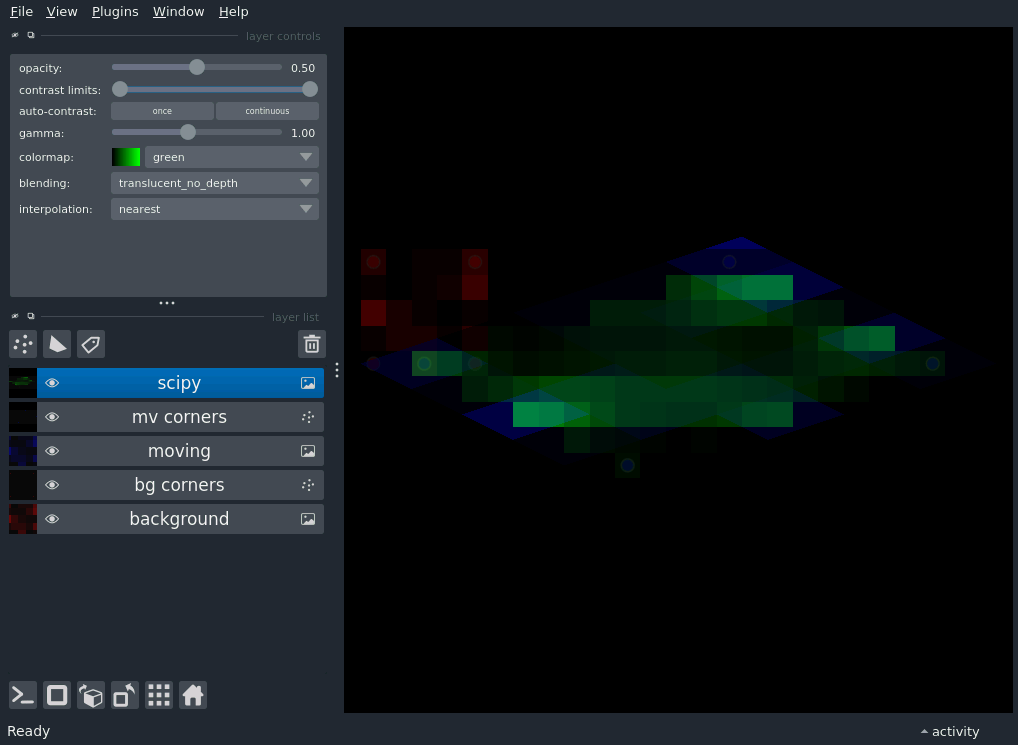 File View Plugins Window Help
layer controls
opacity: 0.50
contrast limits:
auto-contrast: once continuous
gamma: 1.00
colormap: green
blending: translucent_no_depth
interpolation: nearest
layer list
scipy
mv corners
moving
bg corners
background
Ready activity